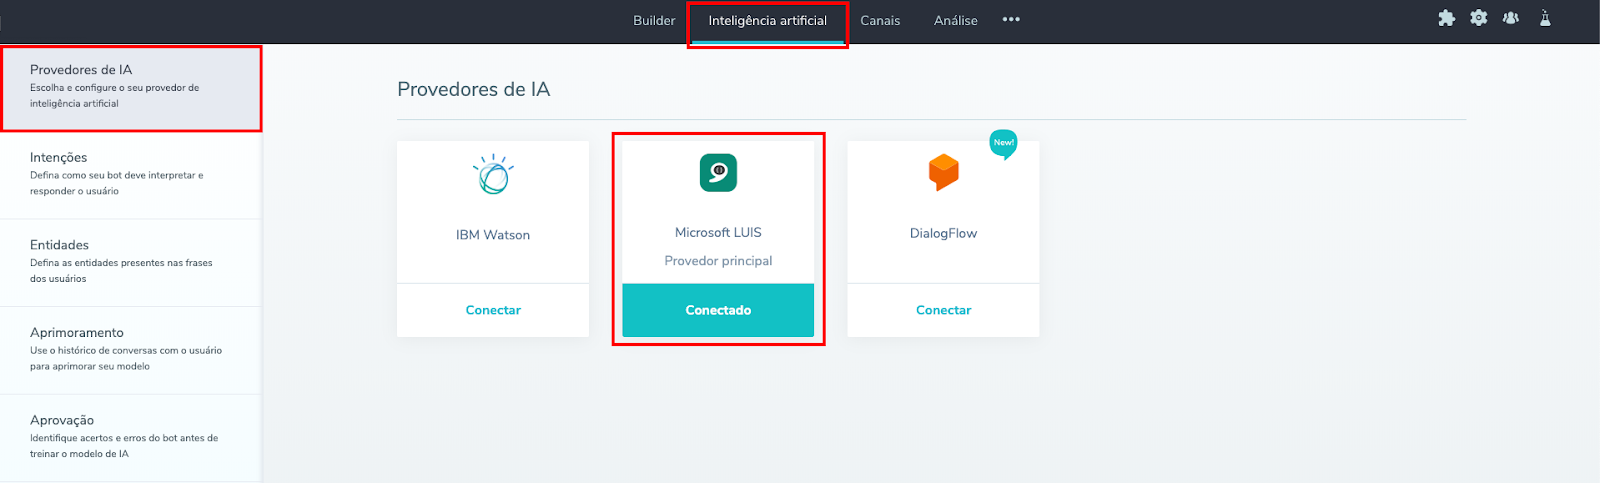 Builder
Inteligência artificial
Canais
Análise
Provedores de IA
Escolha e configure o seu provedor de
inteligência artificial
Intenções
Defina como seu bot deve interpretar e
responder o usuário
Entidades
Defina as entidades presentes nas frases
dos usuários
Aprimoramento
Use o histórico de conversas com o usuário
para aprimorar seu modelo
Aprovação
Identifique acertos e erros do bot antes de
treinar o modelo de IA
Provedores de IA
IBM Watson
Conectar
Microsoft LUIS
Provedor principal
Conectado
New!
DialogFlow
Conectar